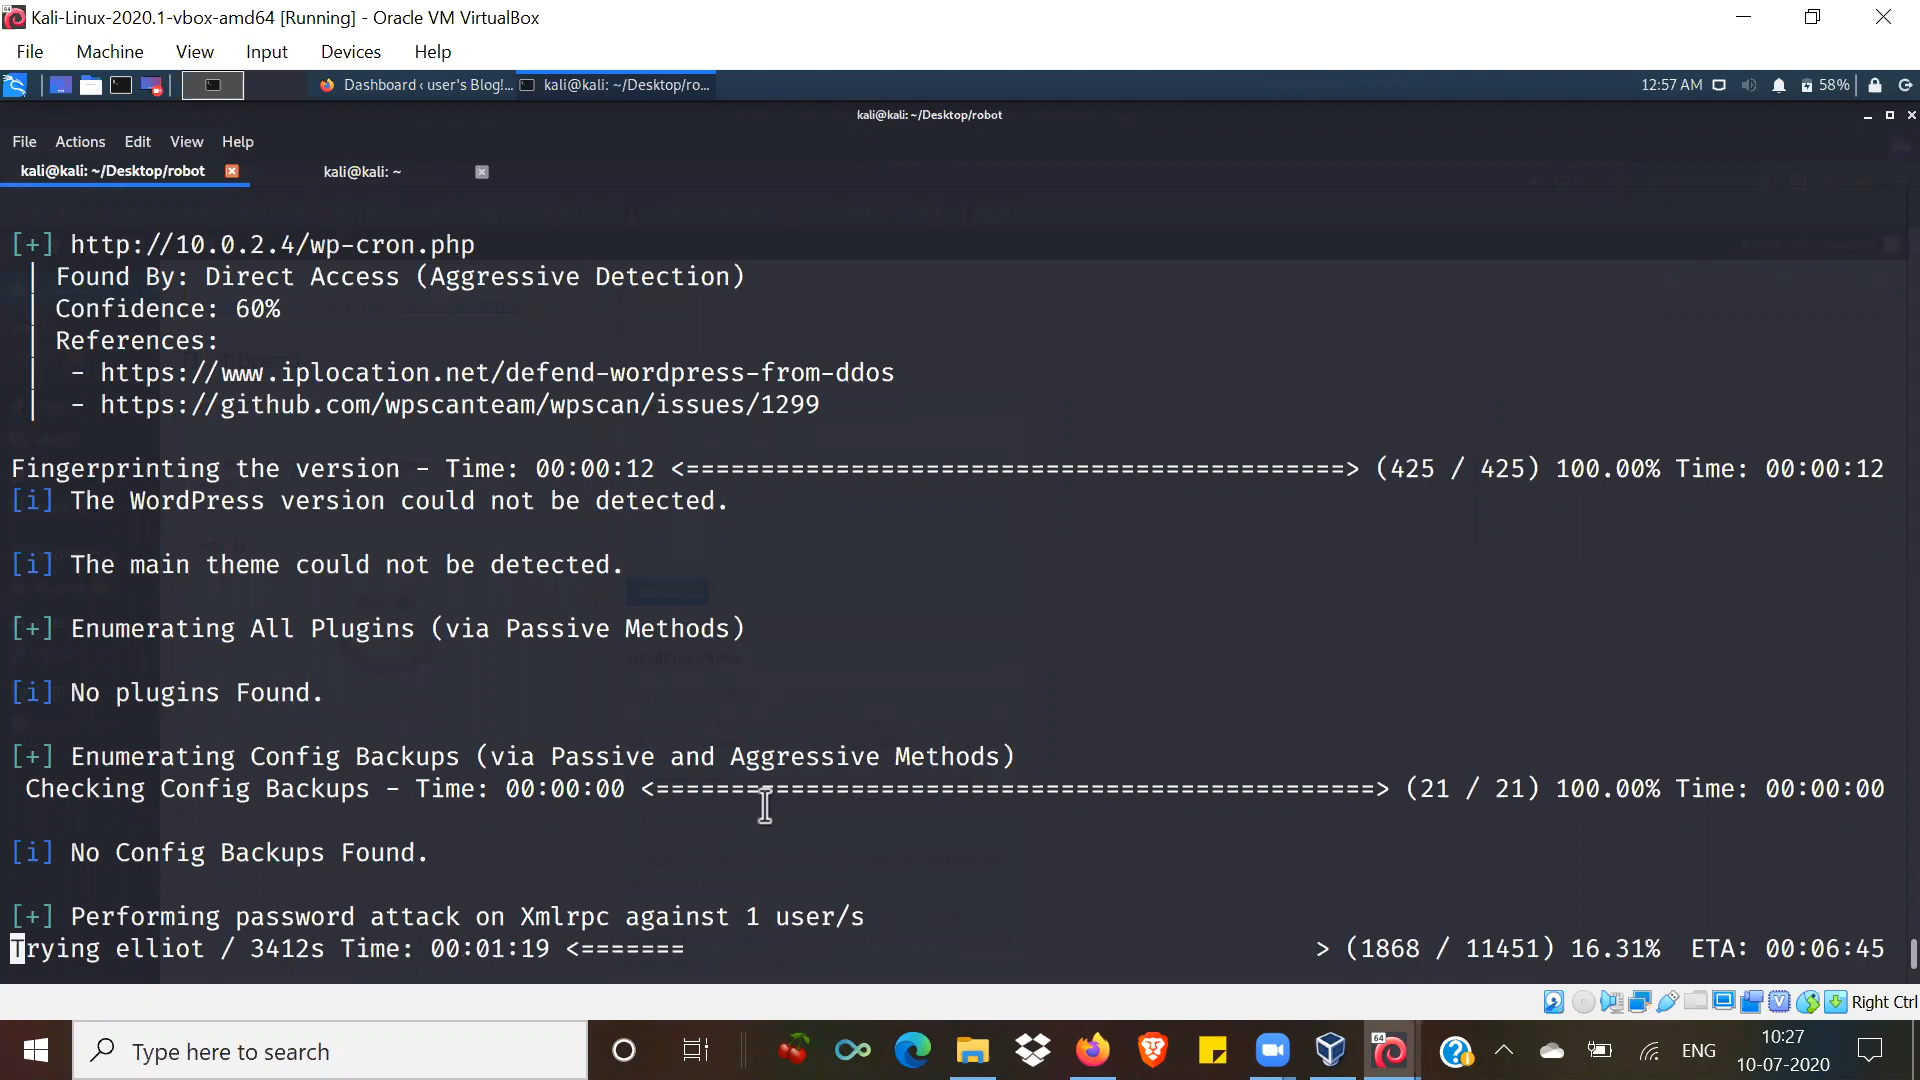 Kali-Linux-2020.1-vbox-amd64 [Running] - Oracle VM VirtualBox
File Machine View Input Devices Help
Dashboard ‹ user's Blog!... kali@kali: ~/Desktop/ro... 12:57 AM 58%
kali@kali: ~/Desktop/robot
File Actions Edit View Help
kali@kali: ~/Desktop/robot kali@kali: ~
[+] http://10.0.2.4/wp-cron.php
| Found By: Direct Access (Aggressive Detection)
| Confidence: 60%
| References:
| - https://www.iplocation.net/defend-wordpress-from-ddos
| - https://github.com/wpscanteam/wpscan/issues/1299
Fingerprinting the version - Time: 00:00:12 <============================================> (425 / 425) 100.00% Time: 00:00:12
[i] The WordPress version could not be detected.
[i] The main theme could not be detected.
[+] Enumerating All Plugins (via Passive Methods)
[i] No plugins Found.
[+] Enumerating Config Backups (via Passive and Aggressive Methods)
Checking Config Backups - Time: 00:00:00 <================================================> (21 / 21) 100.00% Time: 00:00:00
[i] No Config Backups Found.
[+] Performing password attack on Xmlrpc against 1 user/s
Trying elliot / 3412s Time: 00:01:19 <======= > (1868 / 11451) 16.31% ETA: 00:06:45
Right Ctrl
Type here to search
64
ENG
10:27
10-07-2020